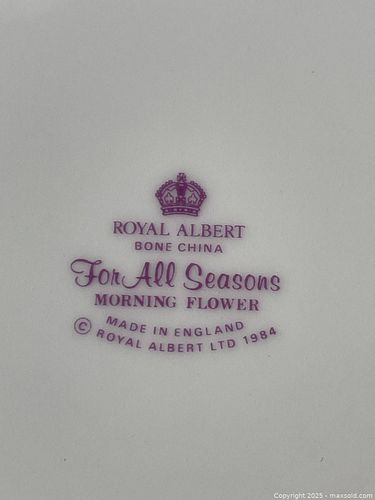 ROYAL ALBERT
BONE CHINA
For All Seasons
MORNING FLOWER
MADE IN ENGLAND
© ROYAL ALBERT LTD 1984
Copyright 2025 - maxsold.com